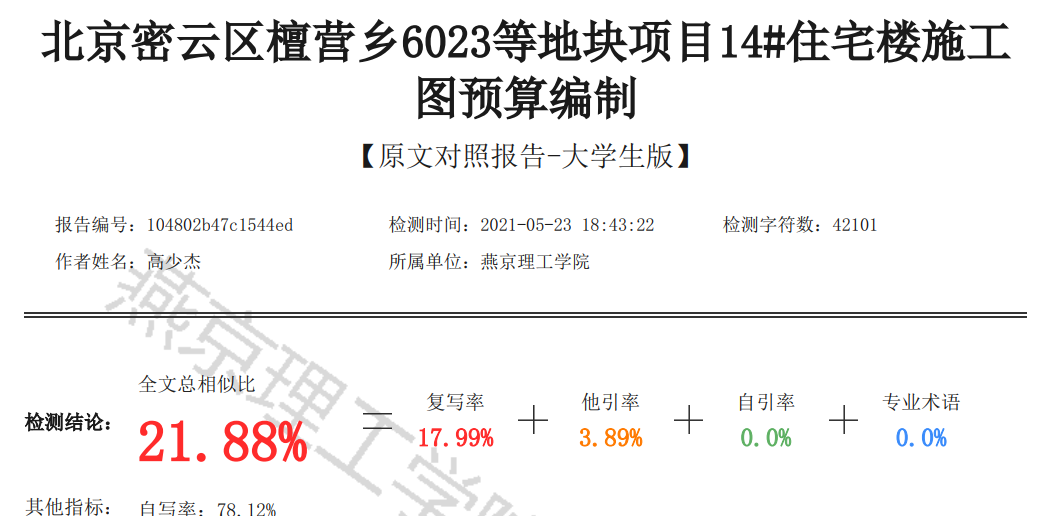 北京密云区檀营乡6023等地块项目14#住宅楼施工
图预算编制
【原文对照报告-大学生版】
报告编号：104802b47c1544ed 检测时间：2021-05-23 18:43:22 检测字符数：42101
作者姓名：高少杰 所属单位：燕京理工学院
检测结论：
全文总相似比
21.88% = 复写率 17.99% + 他引率 3.89% + 自引率 0.0% + 专业术语 0.0%
其他指标： 自写率：78.12%
燕京理工学院